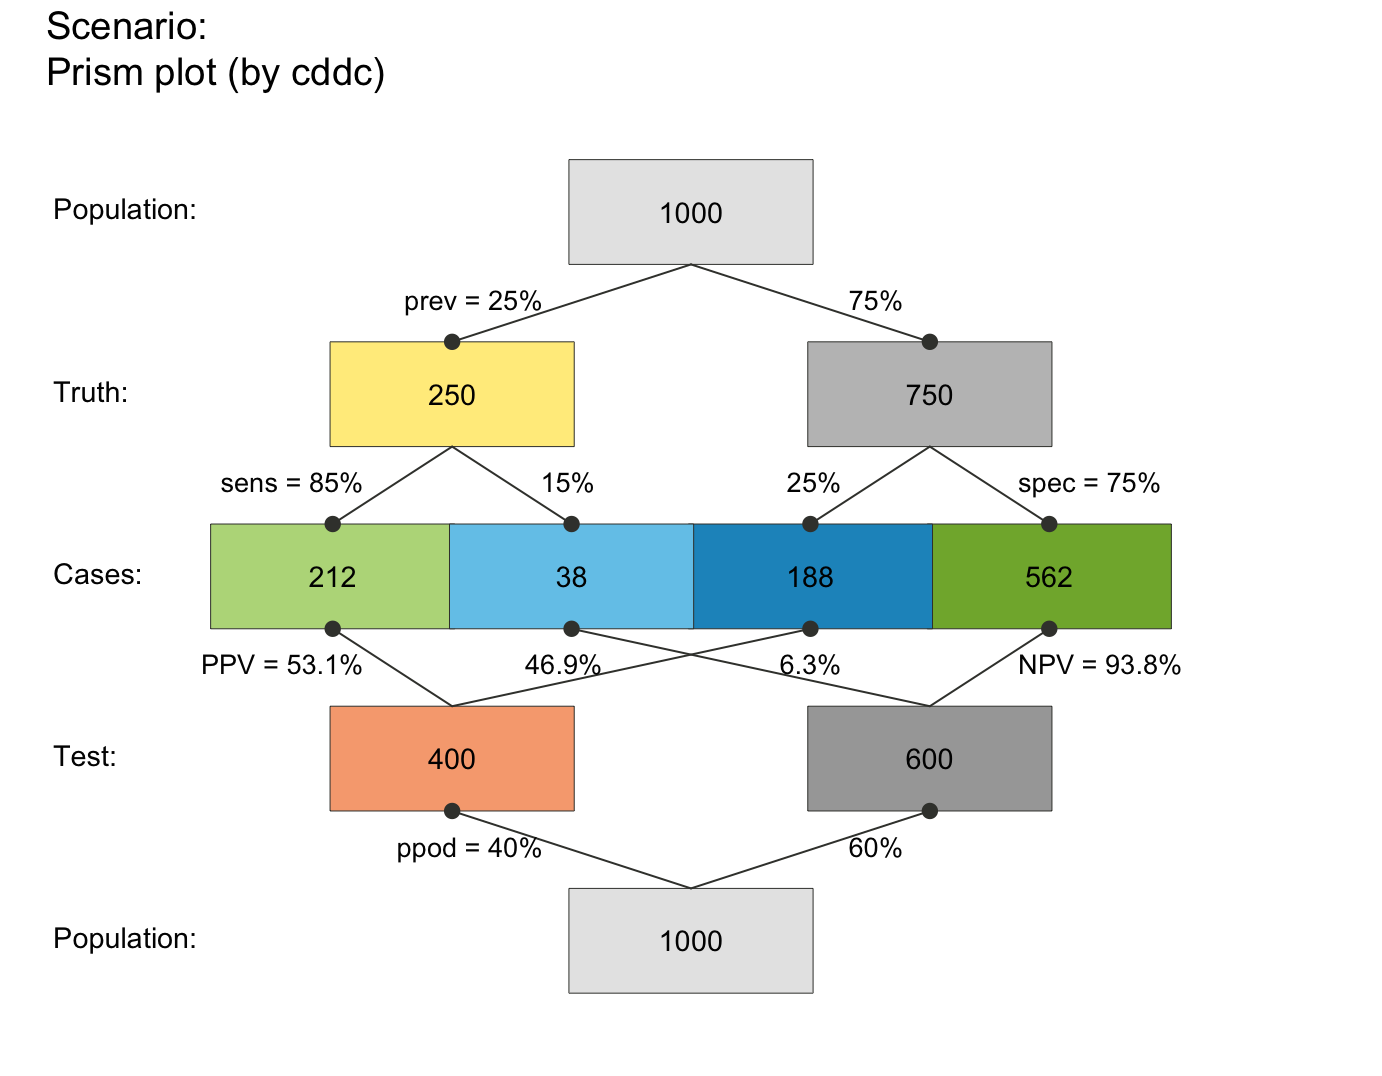 Scenario:
Prism plot (by cddc)
Population:
1000
prev = 25%
75%
Truth:
250
750
sens = 85%
15%
25%
spec = 75%
Cases:
212
38
188
562
PPV = 53.1%
46.9%
6.3%
NPV = 93.8%
Test:
400
600
ppod = 40%
60%
Population:
1000